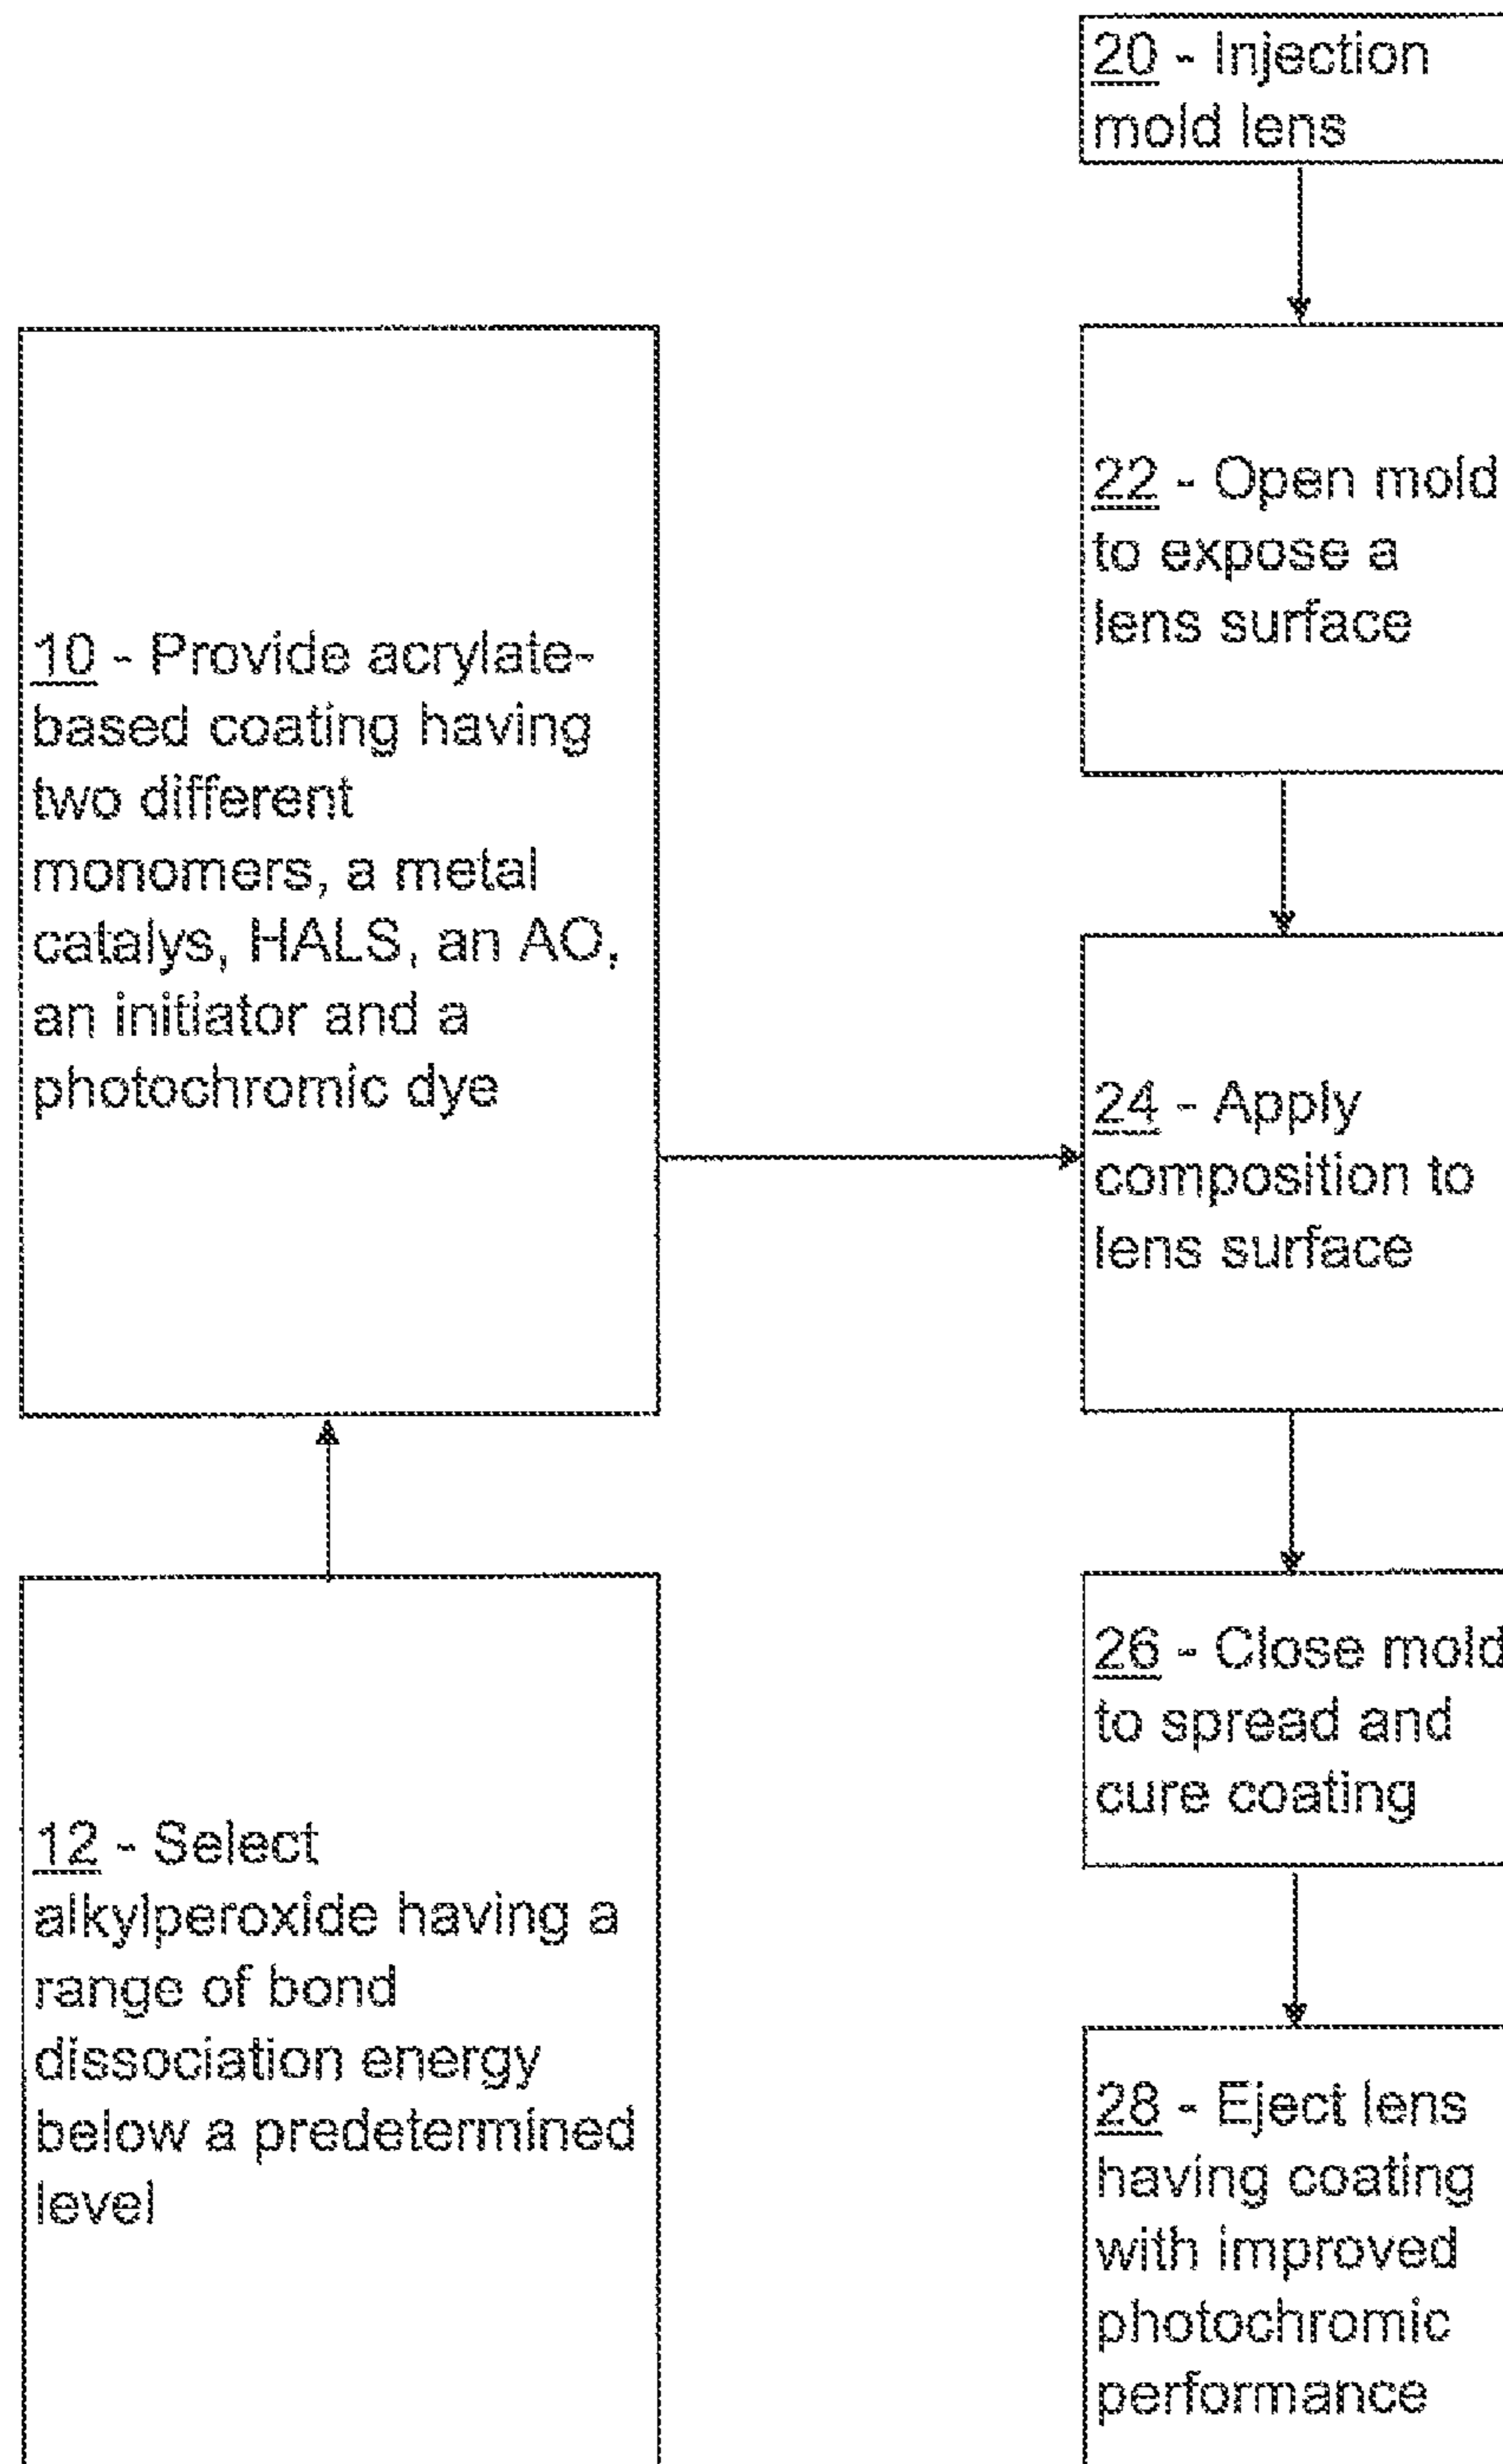 20 - Injection
mold lens
22 - Open mold
to expose a
lens surface
10 - Provide acrylate-
based coating having
two different
monomers, a metal
catalys, HALS, an AO,
an initiator and a
photochromic dye
24 - Apply
composition to
lens surface
12 - Select
alkylperoxide having a
range of bond
dissociation energy
below a predetermined
level
26 - Close mold
to spread and
cure coating
28 - Eject lens
having coating
with improved
photochromic
performance